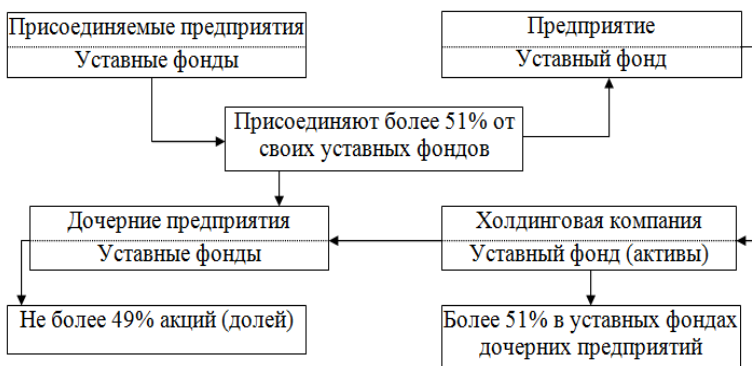 Присоединяемые предприятия
Уставные фонды
Предприятие
Уставный фонд
Присоединяют более 51% от
своих уставных фондов
Дочерние предприятия
Уставные фонды
Холдинговая компания
Уставный фонд (активы)
Не более 49% акций (долей)
Более 51% в уставных фондах
дочерних предприятий